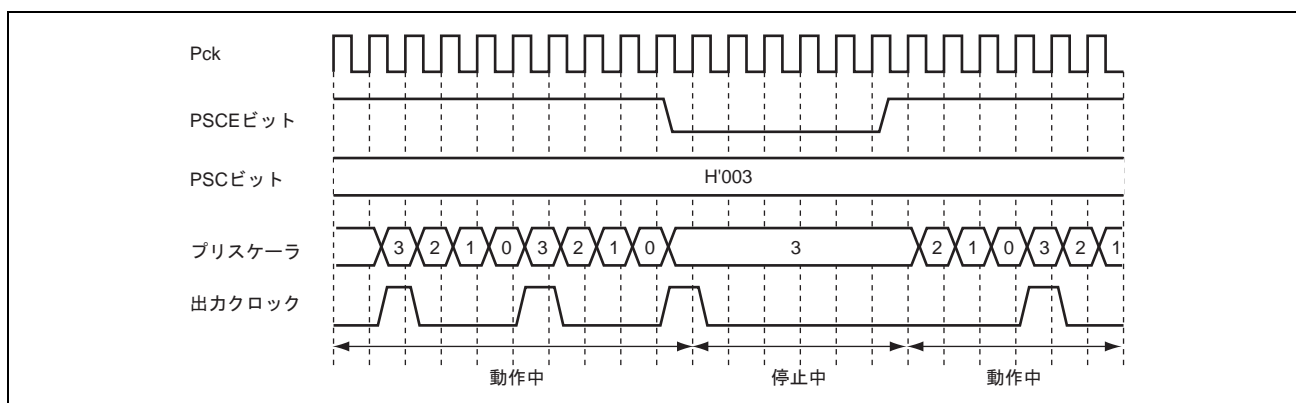 Pck
PSCEビット
PSCビット
H'003
プリスケーラ
3 2 1 0 3 2 1 0 3 2 1 0 3 2 1
出力クロック
動作中 停止中 動作中